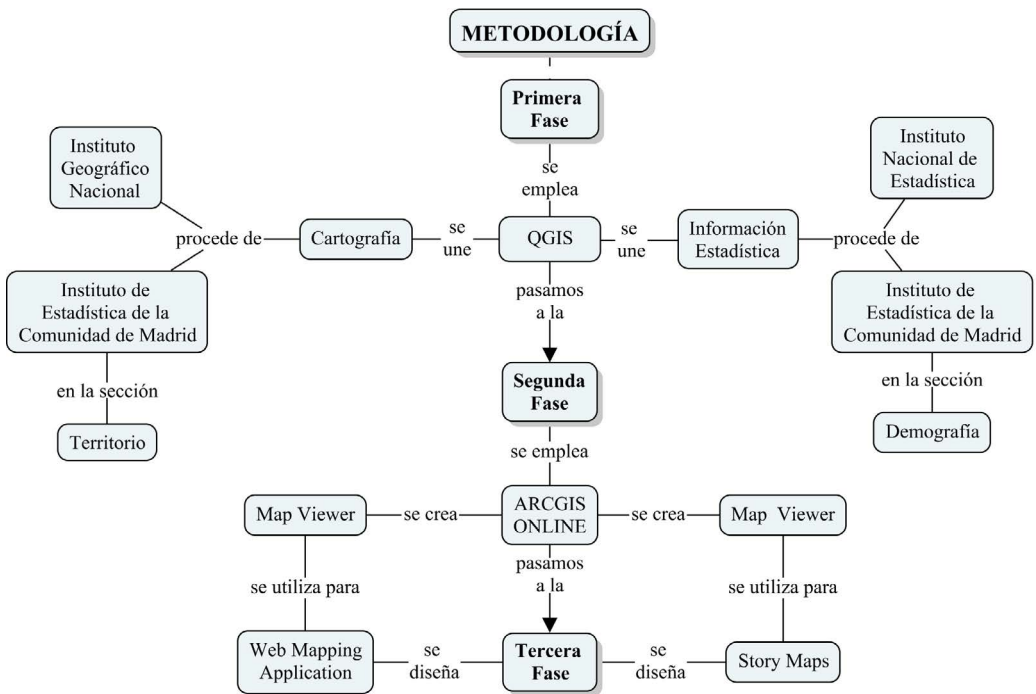 METODOLOGÍA
Primera
Fase
se
emplea
Instituto
Geográfico
Nacional
Instituto
Nacional de
Estadística
procede de
Cartografía
se
une
QGIS
se
une
Información
Estadística
procede de
Instituto de
Estadística de la
Comunidad de Madrid
pasamos
a la
Instituto de
Estadística de la
Comunidad de Madrid
en la sección
Segunda
Fase
en la sección
Territorio
Demografía
se emplea
Map Viewer
se crea
ARCGIS
ONLINE
se crea
Map Viewer
pasamos
a la
se utiliza para
se utiliza para
Web Mapping
Application
se
diseña
Tercera
Fase
se
diseña
Story Maps